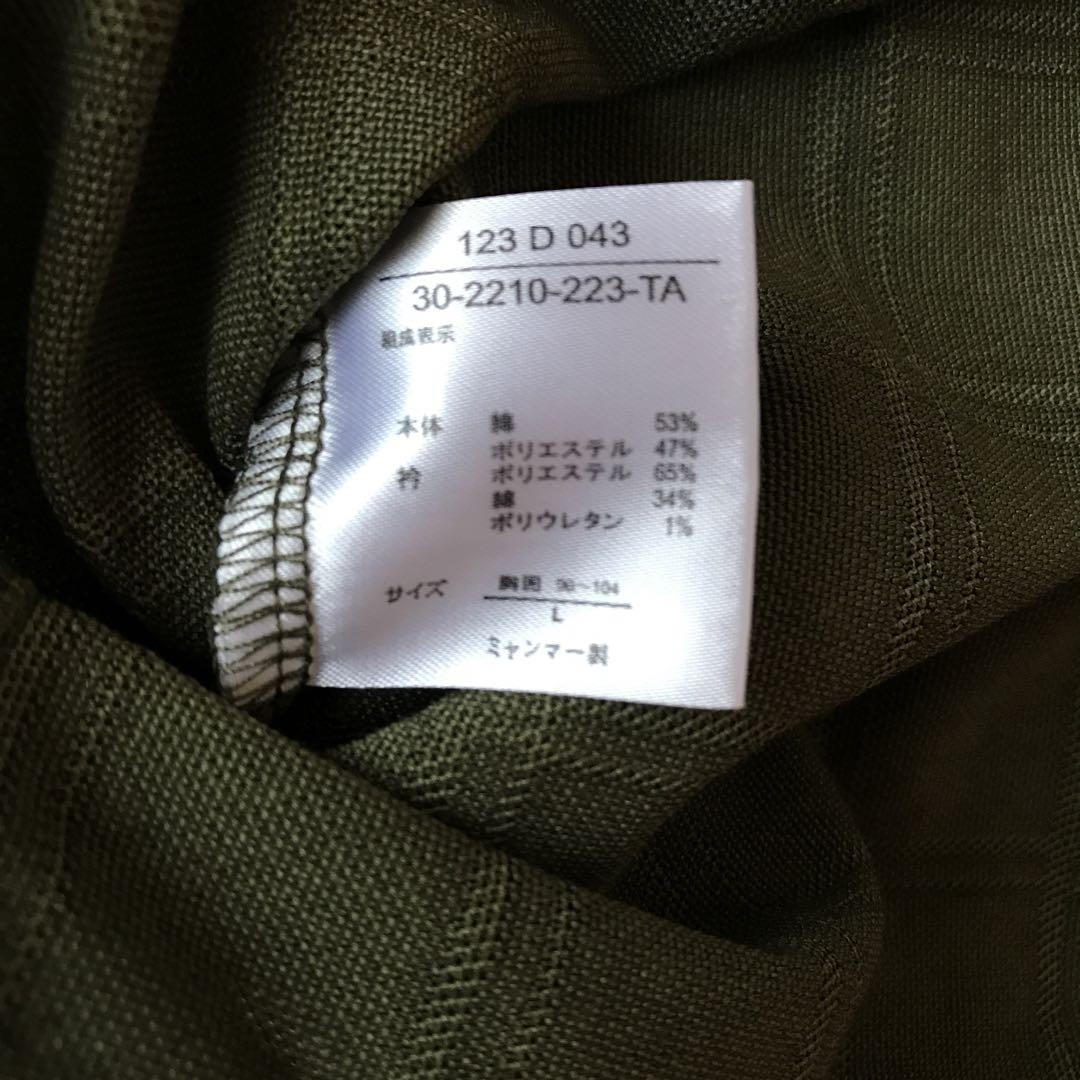 123 D 043
30-2210-223-TA
組成表示
本体 綿 53%
ポリエステル 47%
衿 ポリエステル 65%
綿 34%
ポリウレタン 1%
サイズ 胸囲 96~104
L
ミャンマー製